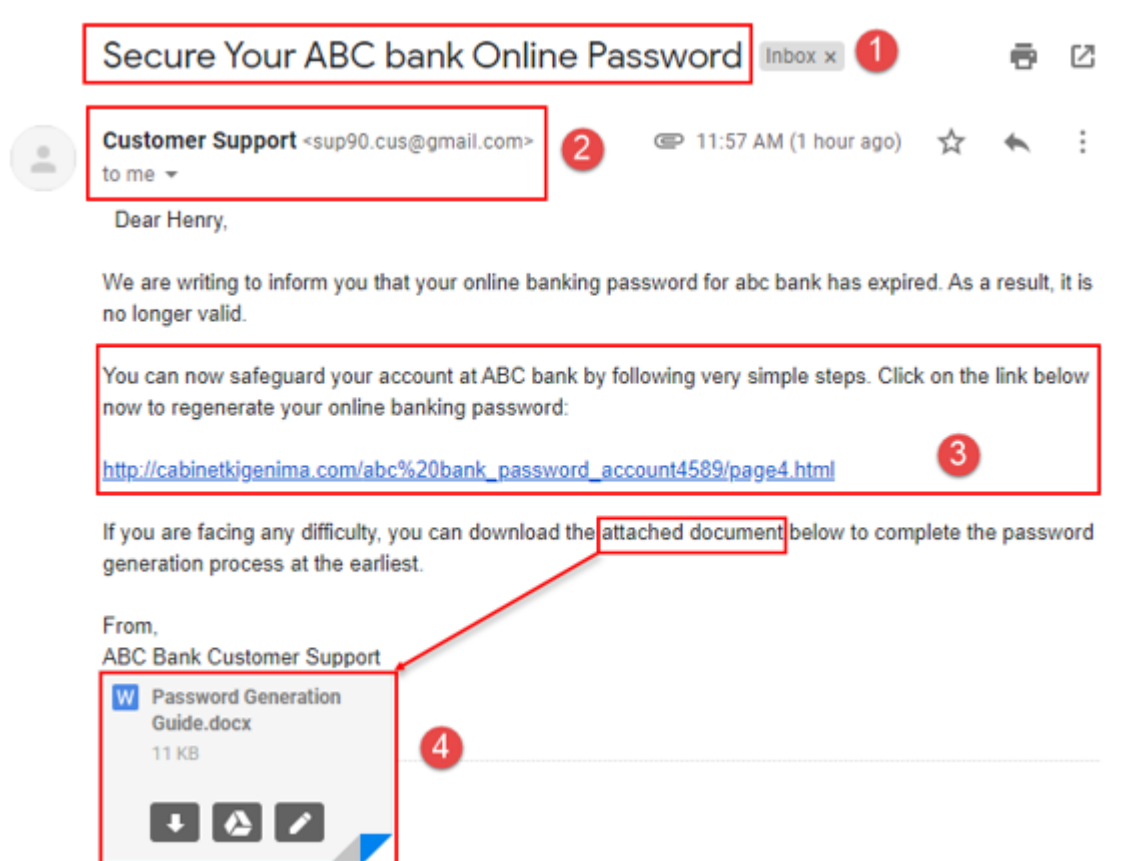 Secure Your ABC bank Online Password Inbox x 1
Customer Support <sup90.cus@gmail.com> 2 11:57 AM (1 hour ago)
to me
Dear Henry,
We are writing to inform you that your online banking password for abc bank has expired. As a result, it is
no longer valid.
You can now safeguard your account at ABC bank by following very simple steps. Click on the link below
now to regenerate your online banking password:
http://cabinetkigenima.com/abc%20bank_password_account4589/page4.html 3
If you are facing any difficulty, you can download the attached document below to complete the password
generation process at the earliest.
From,
ABC Bank Customer Support
W Password Generation
Guide.docx
11 KB
4